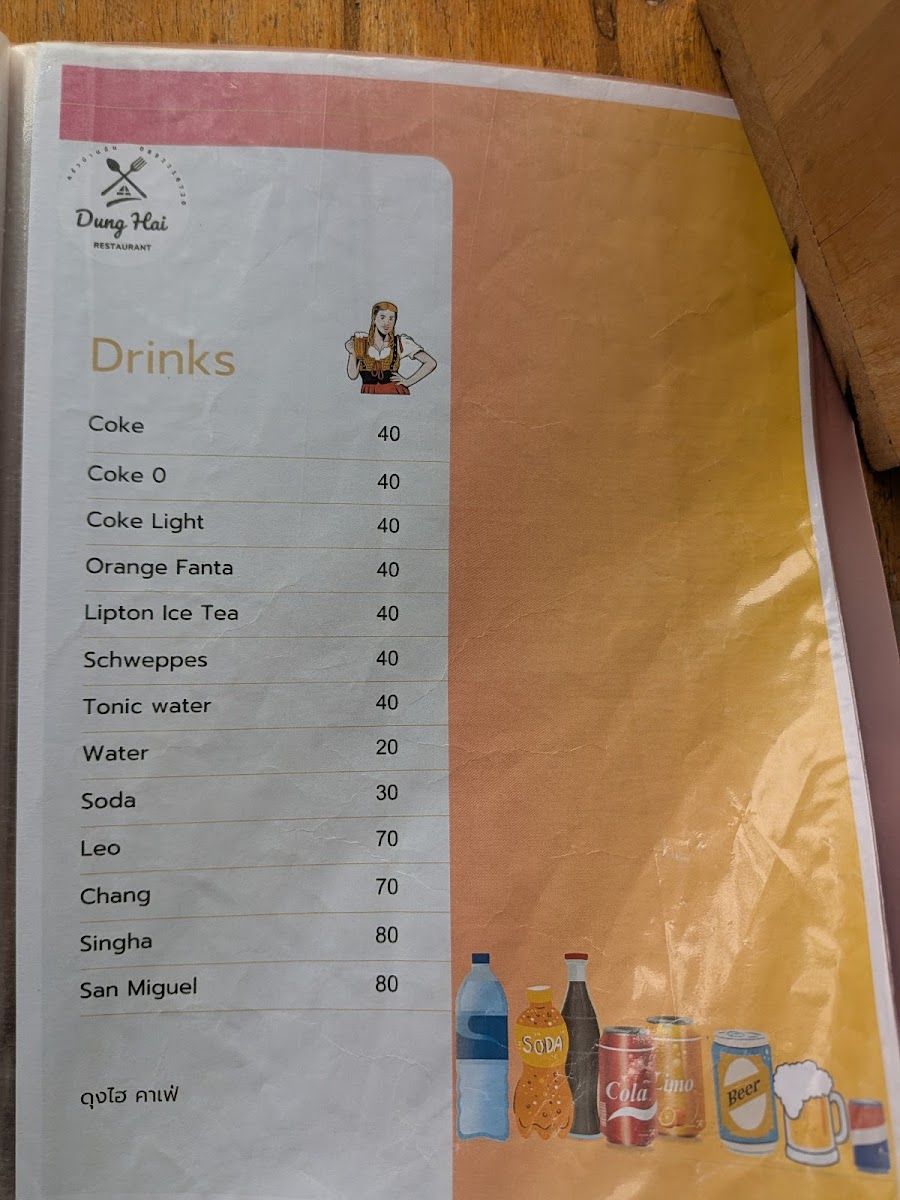 Dung Hai
RESTAURANT
Drinks
Coke 40
Coke 0 40
Coke Light 40
Orange Fanta 40
Lipton Ice Tea 40
Schweppes 40
Tonic water 40
Water 20
Soda 30
Leo 70
Chang 70
Singha 80
San Miguel 80
SODA
Cola
Limo
Beer
ดุงไฮ คาเฟ่